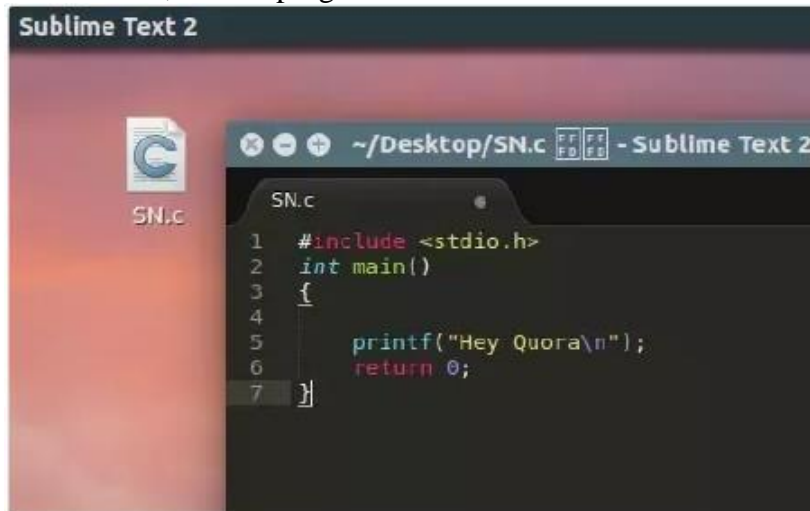 Sublime Text 2
SN.c
~/Desktop/SN.c - Sublime Text 2
SN.c
1 #include <stdio.h>
2 int main()
3 {
4
5 printf("Hey Quora\n");
6 return 0;
7 }